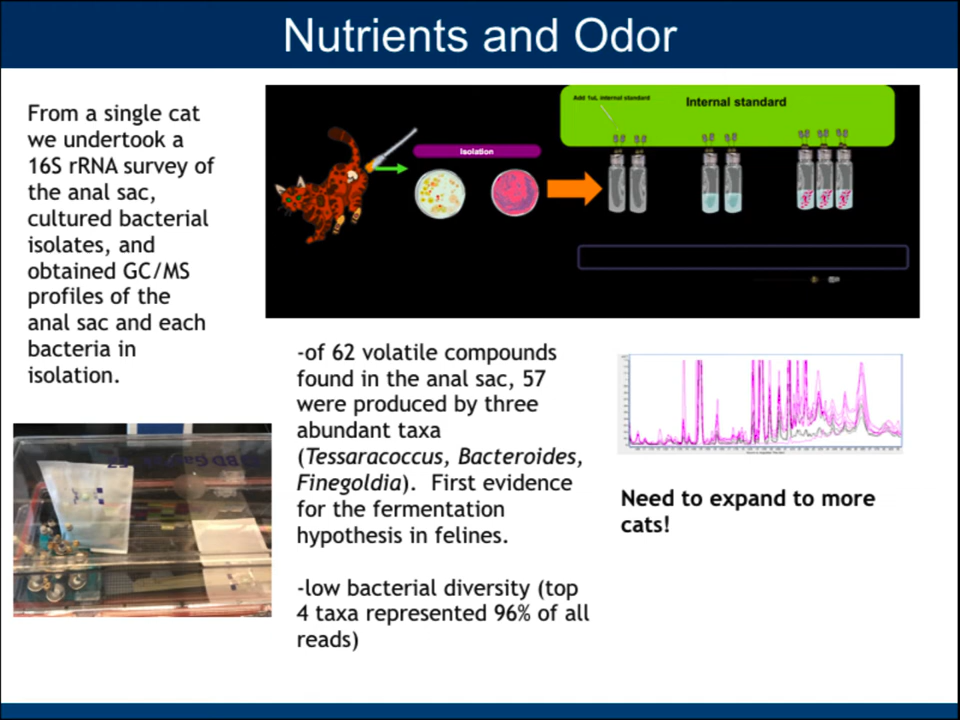 Nutrients and Odor
From a single cat
we undertook a
16S rRNA survey of
the anal sac,
cultured bacterial
isolates, and
obtained GC/MS
profiles of the
anal sac and each
bacteria in
isolation.
Add 1uL internal standard
Internal standard
Isolation
-of 62 volatile compounds
found in the anal sac, 57
were produced by three
abundant taxa
(Tessaracoccus, Bacteroides,
Finegoldia). First evidence
for the fermentation
hypothesis in felines.
-low bacterial diversity (top
4 taxa represented 96% of all
reads)
Need to expand to more
cats!